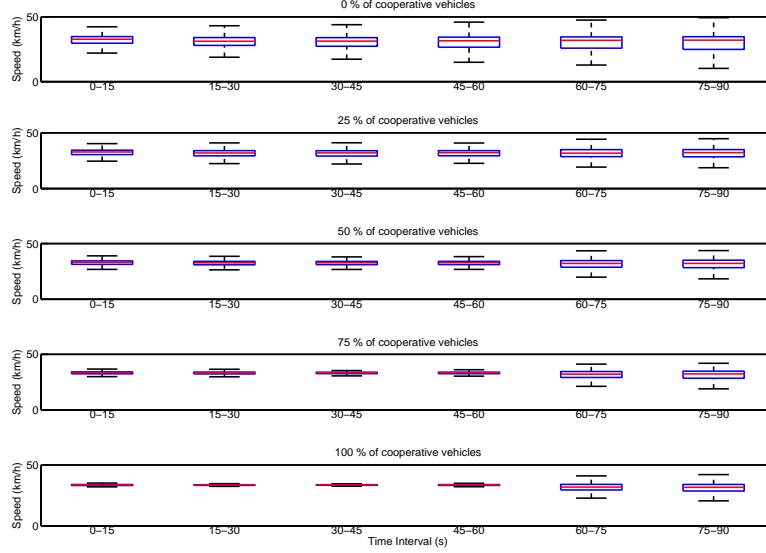 0 % of cooperative vehicles
50
Speed (km/h)
0
0–15 15–30 30–45 45–60 60–75 75–90
25 % of cooperative vehicles
50
Speed (km/h)
0
0–15 15–30 30–45 45–60 60–75 75–90
50 % of cooperative vehicles
50
Speed (km/h)
0
0–15 15–30 30–45 45–60 60–75 75–90
75 % of cooperative vehicles
50
Speed (km/h)
0
0–15 15–30 30–45 45–60 60–75 75–90
100 % of cooperative vehicles
50
Speed (km/h)
0
0–15 15–30 30–45 45–60 60–75 75–90
Time Interval (s)